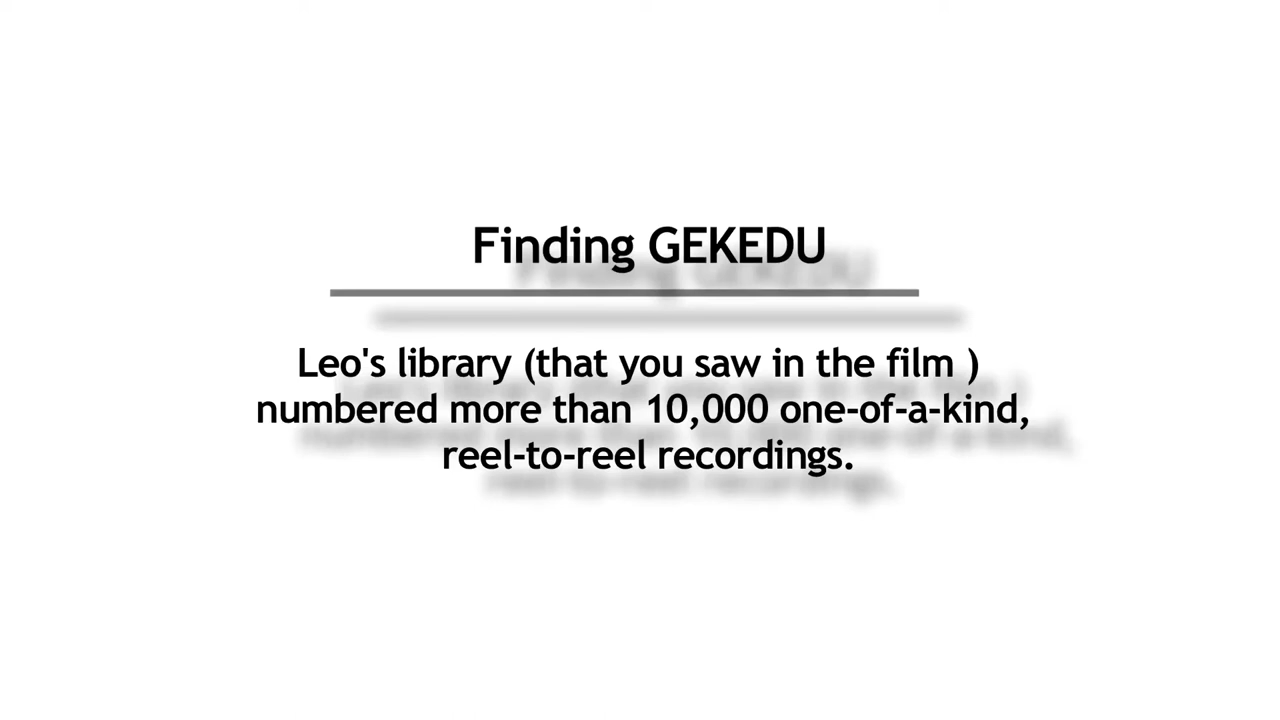 Finding GEKEDU
Leo's library (that you saw in the film )
numbered more than 10,000 one-of-a-kind,
reel-to-reel recordings.